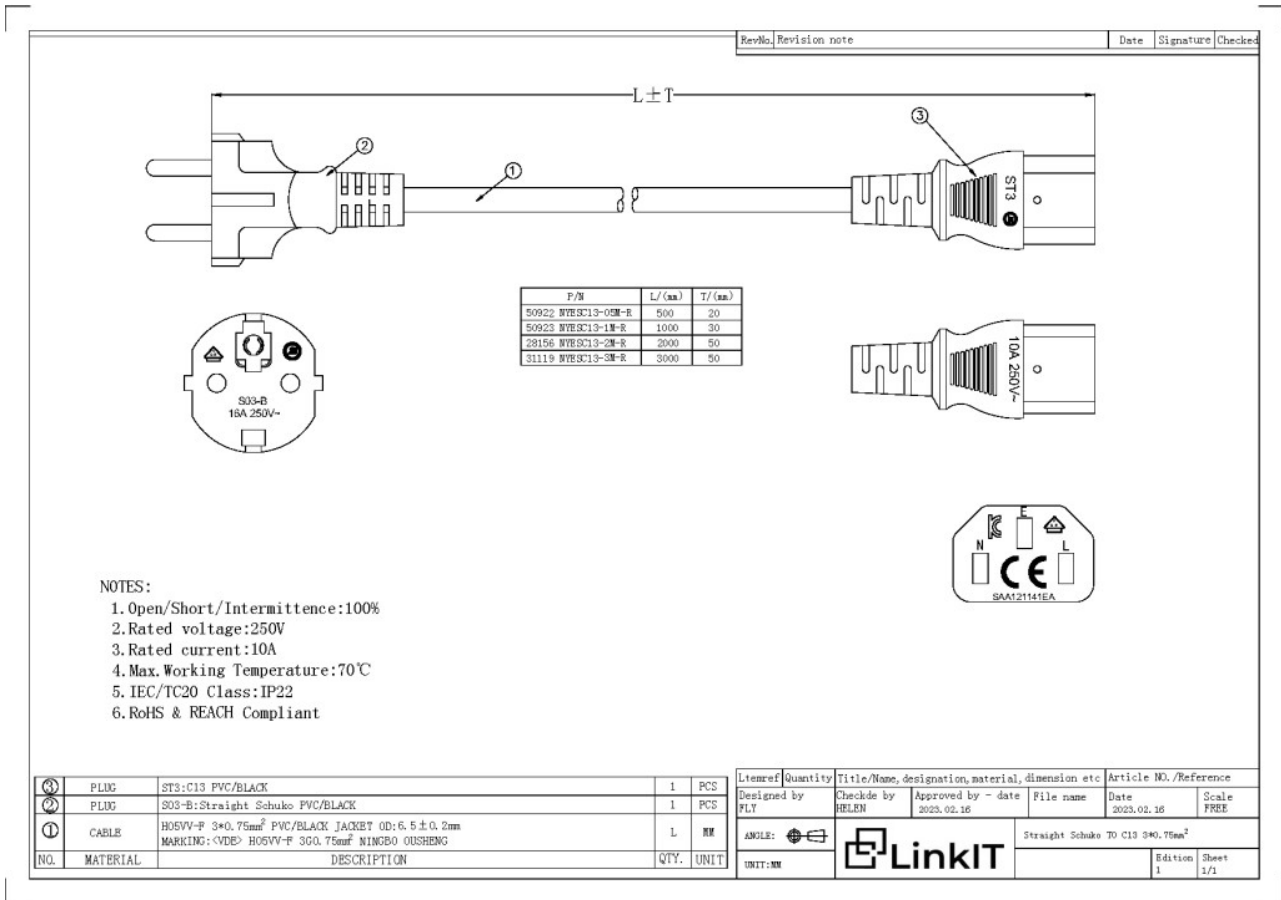 RevNo. Revision note Date Signature Checked
L±T
② ① ③
ST3
P/N L/(mm) T/(mm)
50922 NYESC13-05M-R 500 20
50923 NYESC13-1M-R 1000 30
28156 NYESC13-2M-R 2000 50
31119 NYESC13-3M-R 3000 50
10A 250V~
S03-B
16A 250V~
E
N L
CE
SAA121141EA
NOTES:
1.Open/Short/Intermittence:100%
2.Rated voltage:250V
3.Rated current:10A
4.Max.Working Temperature:70℃
5.IEC/TC20 Class:IP22
6.RoHS & REACH Compliant
③ PLUG ST3:C13 PVC/BLACK 1 PCS
② PLUG S03-B:Straight Schuko PVC/BLACK 1 PCS
① CABLE H05VV-F 3*0.75mm² PVC/BLACK JACKET OD:6.5±0.2mm L MM
MARKING:<VDE> H05VV-F 3G0.75mm² NINGBO OUSHENG
NO. MATERIAL DESCRIPTION QTY. UNIT
Ltemref Quantity Title/Name, designation, material, dimension etc Article NO./Reference
Designed by Checkde by Approved by - date File name Date Scale
FLY HELEN 2023.02.16 2023.02.16 FREE
ANGLE:
UNIT:MM
LinkIT
Straight Schuko TO C13 3*0.75mm²
Edition Sheet
1 1/1